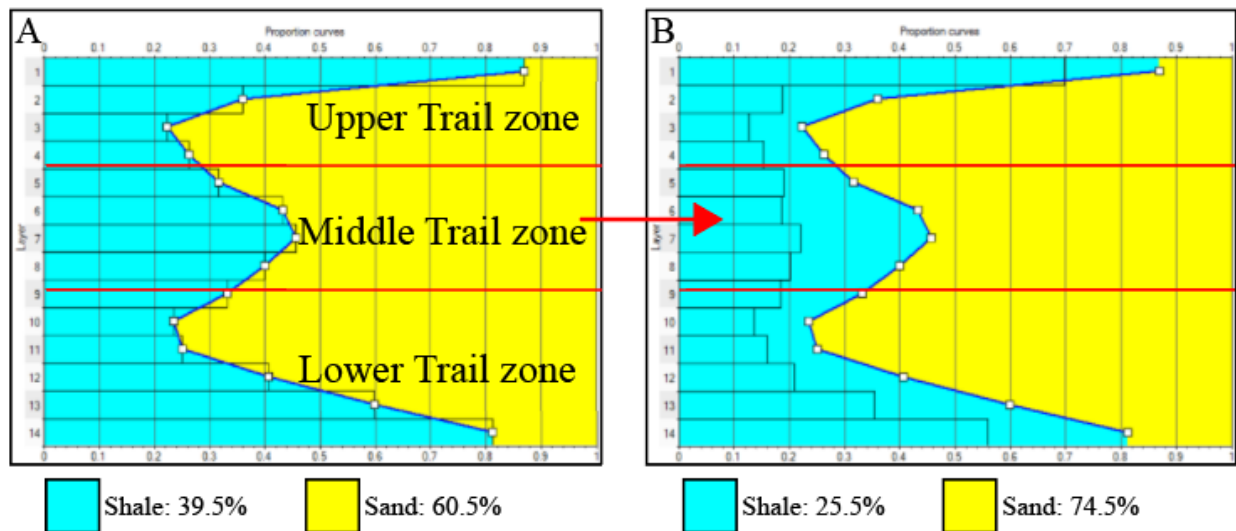 A
Proportion curves
0 0.1 0.2 0.3 0.4 0.5 0.6 0.7 0.8 0.9 1
Layer
1
2
3
4
5
6
7
8
9
10
11
12
13
14
Upper Trail zone
Middle Trail zone
Lower Trail zone
0 0.1 0.2 0.3 0.4 0.5 0.6 0.7 0.8 0.9 1
Shale: 39.5% Sand: 60.5%
B
Proportion curves
0 0.1 0.2 0.3 0.4 0.5 0.6 0.7 0.8 0.9 1
Layer
1
2
3
4
5
6
7
8
9
10
11
12
13
14
0 0.1 0.2 0.3 0.4 0.5 0.6 0.7 0.8 0.9 1
Shale: 25.5% Sand: 74.5%